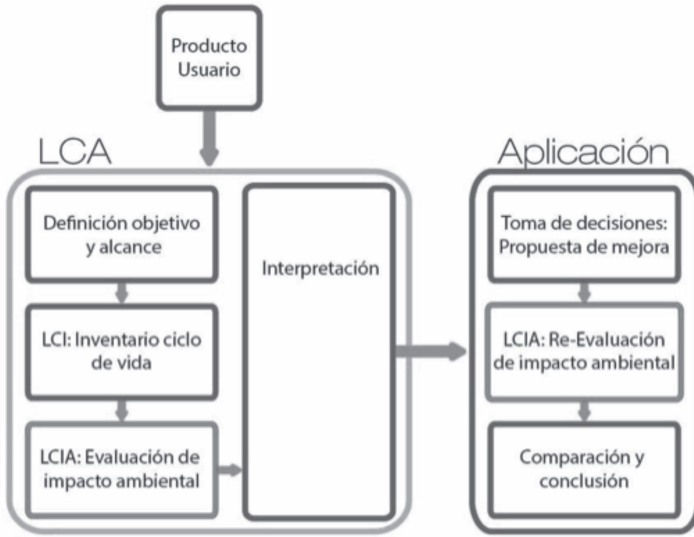 Producto
Usuario
LCA
Definición objetivo
y alcance
LCI: Inventario ciclo
de vida
LCIA: Evaluación de
impacto ambiental
Interpretación
Aplicación
Toma de decisiones:
Propuesta de mejora
LCIA: Re-Evaluación
de impacto ambiental
Comparación y
conclusión